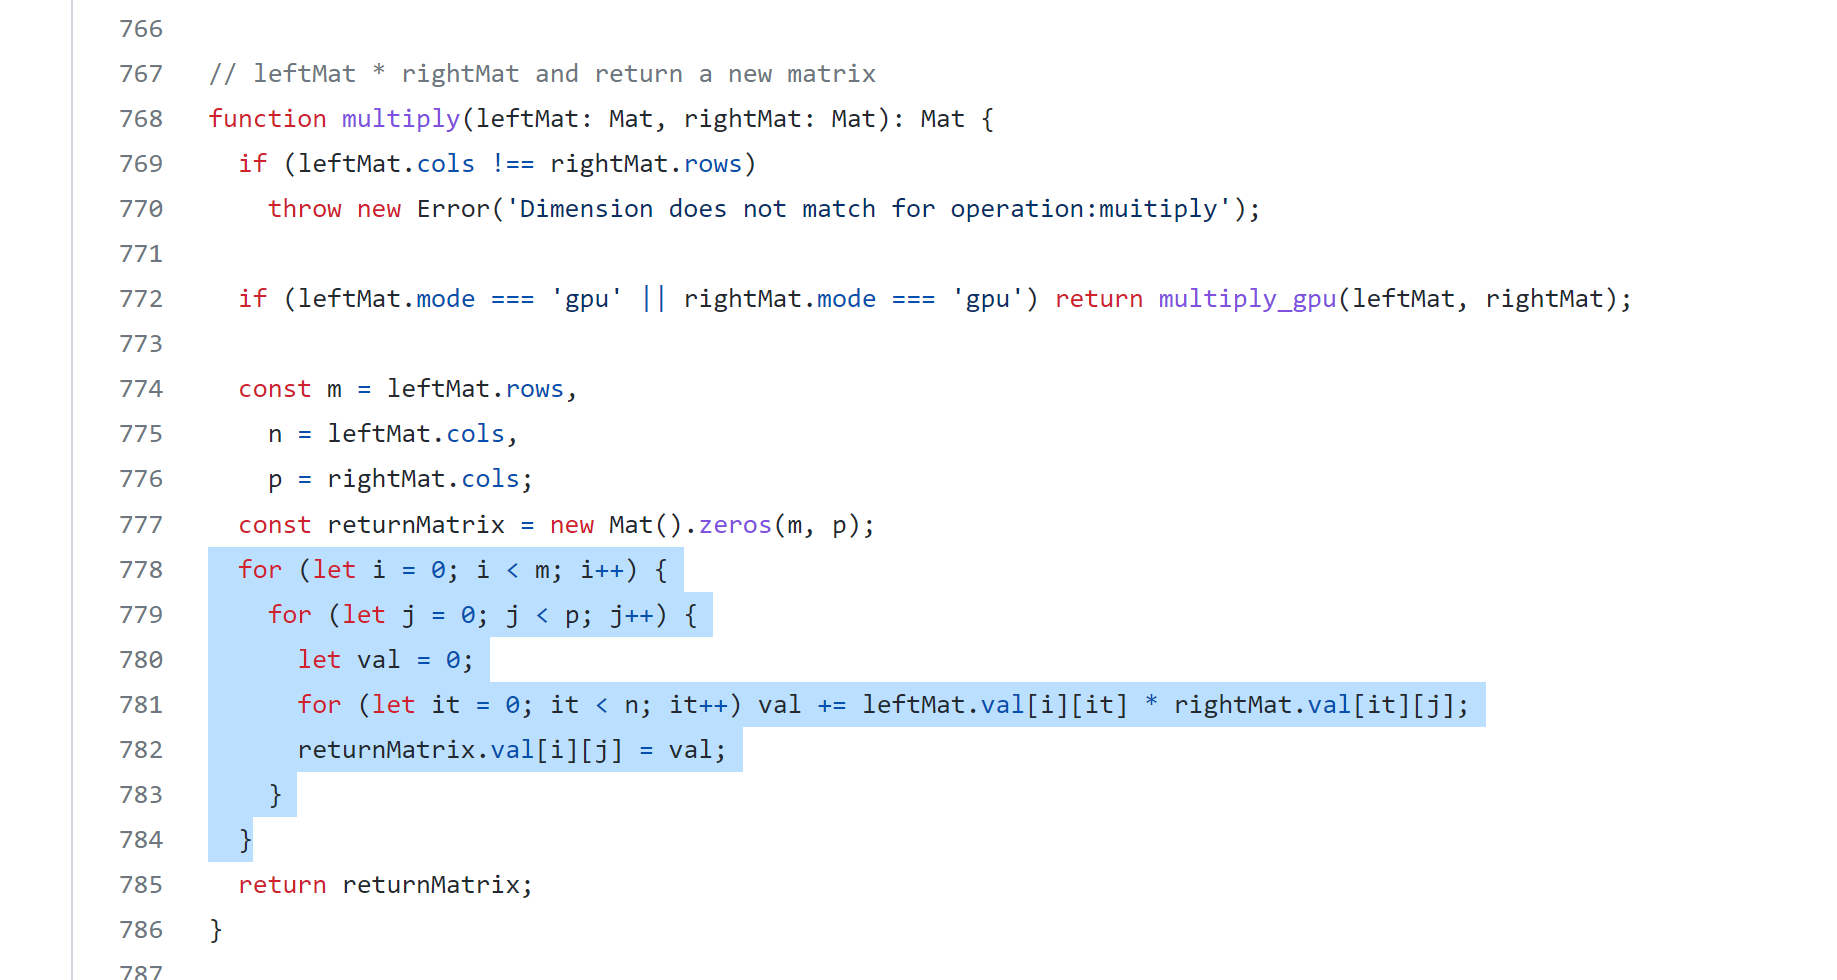 766
767 // leftMat * rightMat and return a new matrix
768 function multiply(leftMat: Mat, rightMat: Mat): Mat {
769   if (leftMat.cols !== rightMat.rows)
770     throw new Error('Dimension does not match for operation:muitiply');
771
772   if (leftMat.mode === 'gpu' || rightMat.mode === 'gpu') return multiply_gpu(leftMat, rightMat);
773
774   const m = leftMat.rows,
775     n = leftMat.cols,
776     p = rightMat.cols;
777   const returnMatrix = new Mat().zeros(m, p);
778   for (let i = 0; i < m; i++) {
779     for (let j = 0; j < p; j++) {
780       let val = 0;
781       for (let it = 0; it < n; it++) val += leftMat.val[i][it] * rightMat.val[it][j];
782       returnMatrix.val[i][j] = val;
783     }
784   }
785   return returnMatrix;
786 }
787